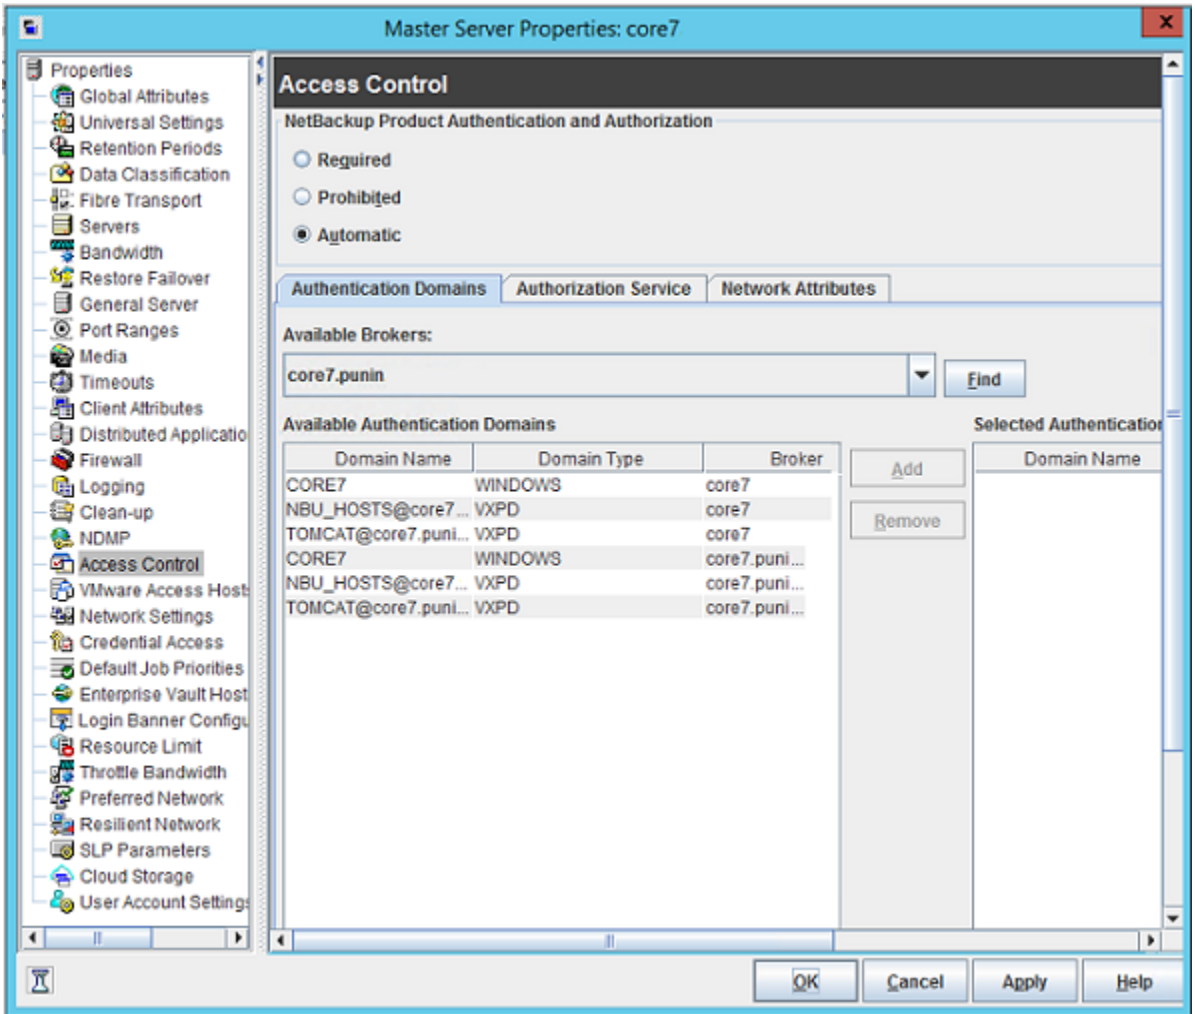 Master Server Properties: core7
x
Properties
Global Attributes
Universal Settings
Retention Periods
Data Classification
Fibre Transport
Servers
Bandwidth
Restore Failover
General Server
Port Ranges
Media
Timeouts
Client Attributes
Distributed Applicatio
Firewall
Logging
Clean-up
NDMP
Access Control
VMware Access Hosts
Network Settings
Credential Access
Default Job Priorities
Enterprise Vault Host
Login Banner Configu
Resource Limit
Throttle Bandwidth
Preferred Network
Resilient Network
SLP Parameters
Cloud Storage
User Account Settings
Access Control
NetBackup Product Authentication and Authorization
Required
Prohibited
Automatic
Authentication Domains Authorization Service Network Attributes
Available Brokers:
core7.punin Find
Available Authentication Domains Selected Authentication
Domain Name Domain Type Broker Add Domain Name
CORE7 WINDOWS core7
NBU_HOSTS@core7... VXPD core7
TOMCAT@core7.puni... VXPD core7
Remove
CORE7 WINDOWS core7.puni...
NBU_HOSTS@core7... VXPD core7.puni...
TOMCAT@core7.puni... VXPD core7.puni...
OK Cancel Apply Help